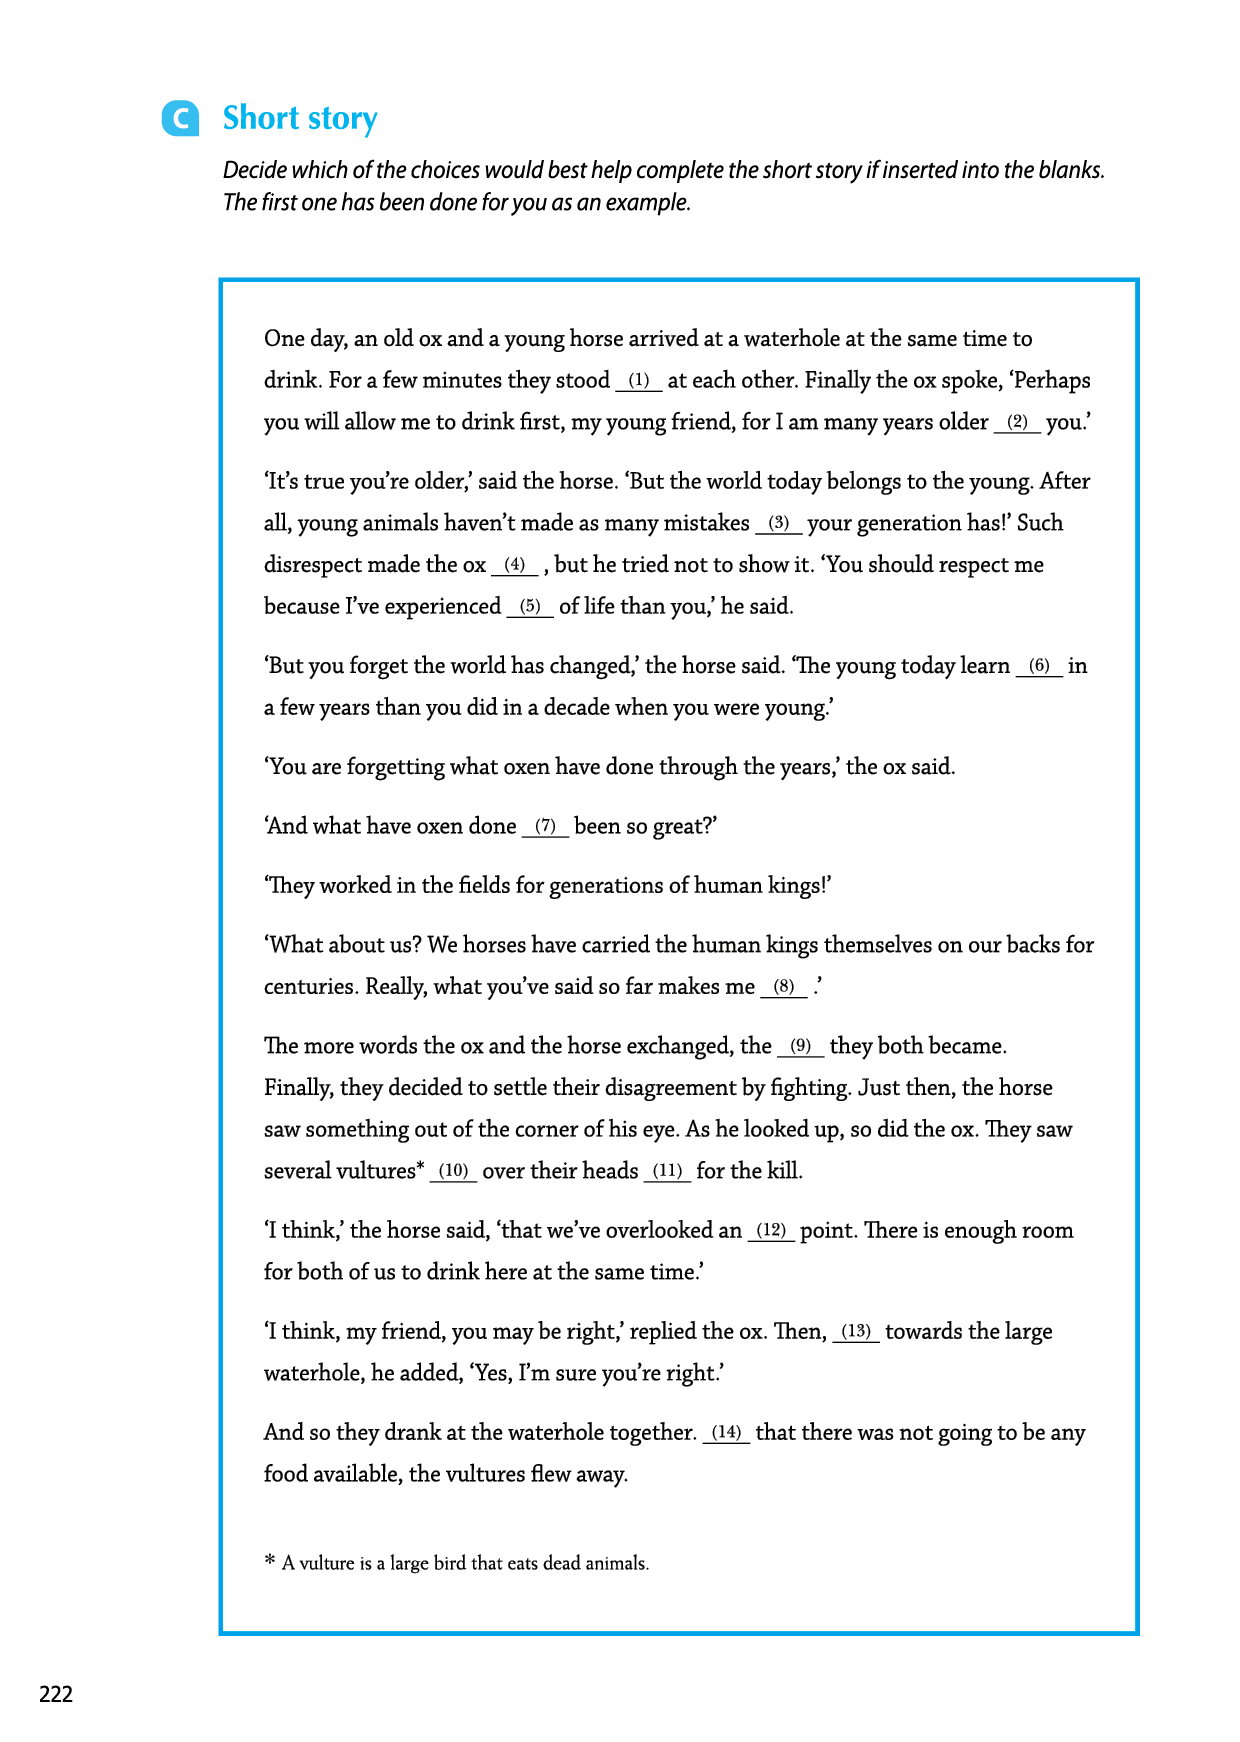 C Short story
Decide which of the choices would best help complete the short story if inserted into the blanks.
The first one has been done for you as an example.
One day, an old ox and a young horse arrived at a waterhole at the same time to
drink. For a few minutes they stood (1) at each other. Finally the ox spoke, ‘Perhaps
you will allow me to drink first, my young friend, for I am many years older (2) you.’
‘It’s true you’re older,’ said the horse. ‘But the world today belongs to the young. After
all, young animals haven’t made as many mistakes (3) your generation has!’ Such
disrespect made the ox (4) , but he tried not to show it. ‘You should respect me
because I’ve experienced (5) of life than you,’ he said.
‘But you forget the world has changed,’ the horse said. ‘The young today learn (6) in
a few years than you did in a decade when you were young.’
‘You are forgetting what oxen have done through the years,’ the ox said.
‘And what have oxen done (7) been so great?’
‘They worked in the fields for generations of human kings!’
‘What about us? We horses have carried the human kings themselves on our backs for
centuries. Really, what you’ve said so far makes me (8) .’
The more words the ox and the horse exchanged, the (9) they both became.
Finally, they decided to settle their disagreement by fighting. Just then, the horse
saw something out of the corner of his eye. As he looked up, so did the ox. They saw
several vultures* (10) over their heads (11) for the kill.
‘I think,’ the horse said, ‘that we’ve overlooked an (12) point. There is enough room
for both of us to drink here at the same time.’
‘I think, my friend, you may be right,’ replied the ox. Then, (13) towards the large
waterhole, he added, ‘Yes, I’m sure you’re right.’
And so they drank at the waterhole together. (14) that there was not going to be any
food available, the vultures flew away.
* A vulture is a large bird that eats dead animals.
222